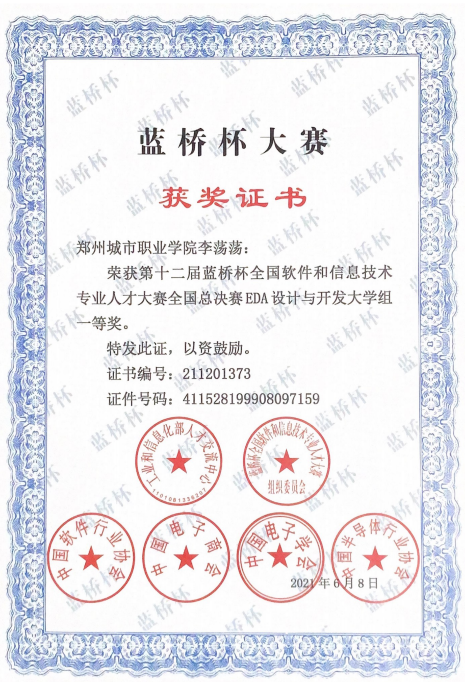 蓝桥杯大赛
获奖证书
郑州城市职业学院李荡荡:
荣获第十二届蓝桥杯全国软件和信息技术
专业人才大赛全国总决赛EDA设计与开发大学组
一等奖。
特发此证，以资鼓励。
证书编号：211201373
证件号码：411528199908097159
工业和信息化部人才交流中心
蓝桥杯全国软件和信息技术专业人才大赛
组织委员会
中国软件行业协会
中国电子商会
中国电子学会
中国半导体行业协会
2021年6月8日